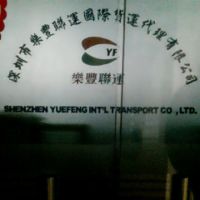 深圳市樂豐聯運國際貨運代理有限公司
YF
樂豐聯運
SHENZHEN YUEFENG INT'L TRANSPORT CO.,LTD.